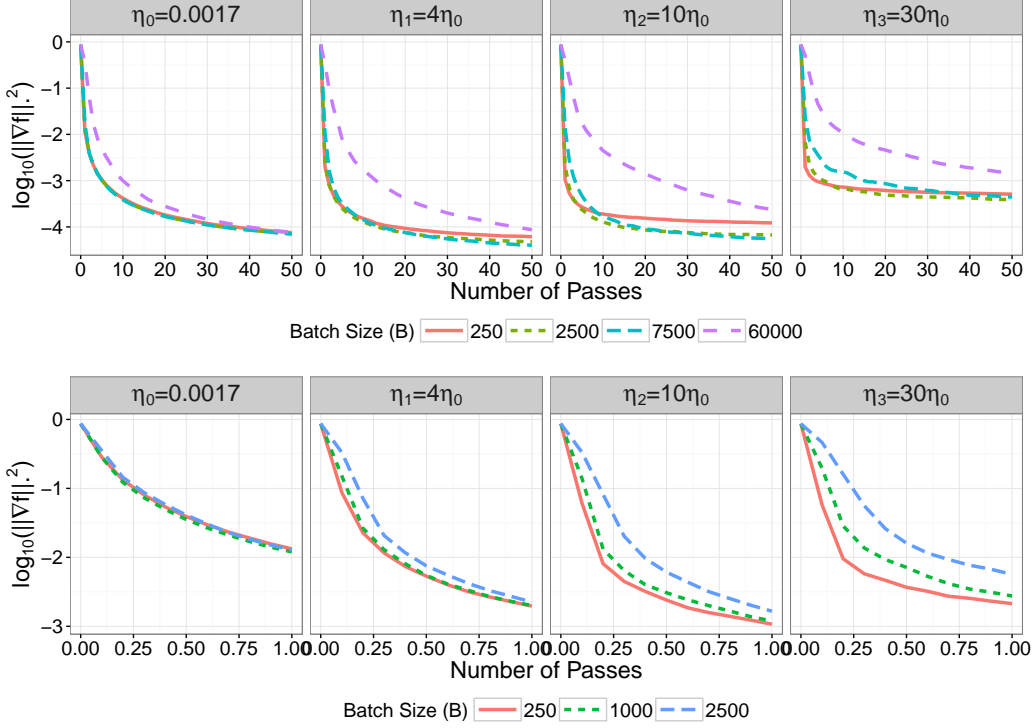 η₀=0.0017 η₁=4η₀ η₂=10η₀ η₃=30η₀
log₁₀(||∇f||.²)
0
−1
−2
−3
−4
0 10 20 30 40 50 0 10 20 30 40 50 0 10 20 30 40 50 0 10 20 30 40 50
Number of Passes
Batch Size (B) 250 2500 7500 60000
η₀=0.0017 η₁=4η₀ η₂=10η₀ η₃=30η₀
log₁₀(||∇f||.²)
0
−1
−2
−3
0.00 0.25 0.50 0.75 1.00 0.00 0.25 0.50 0.75 1.00 0.00 0.25 0.50 0.75 1.00 0.00 0.25 0.50 0.75 1.00
Number of Passes
Batch Size (B) 250 1000 2500